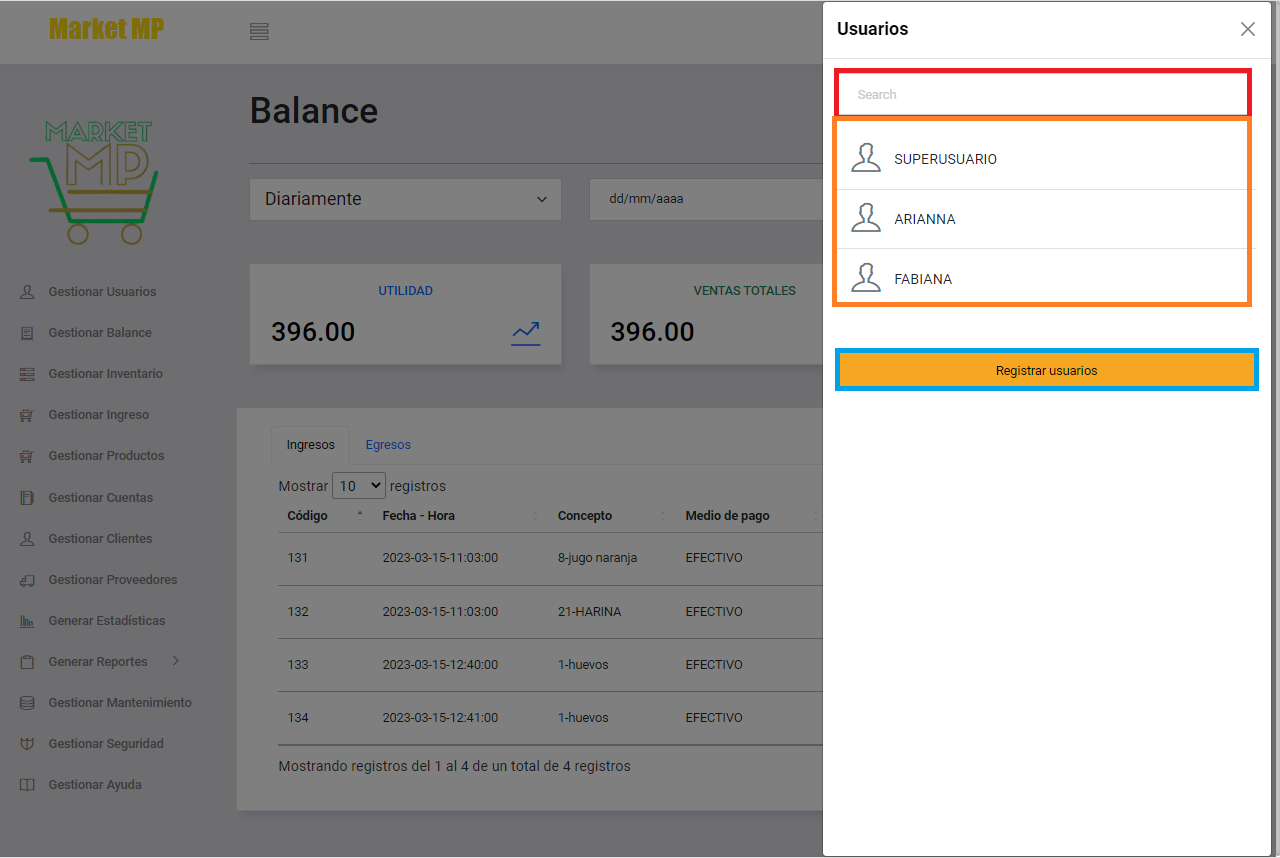 Market MP
Usuarios
Search
SUPERUSUARIO
ARIANNA
FABIANA
Registrar usuarios
MARKET
MP
Gestionar Usuarios
Gestionar Balance
Gestionar Inventario
Gestionar Ingreso
Gestionar Productos
Gestionar Cuentas
Gestionar Clientes
Gestionar Proveedores
Generar Estadísticas
Generar Reportes
Gestionar Mantenimiento
Gestionar Seguridad
Gestionar Ayuda
Balance
Diariamente dd/mm/aaaa
UTILIDAD VENTAS TOTALES
396.00 396.00
Ingresos Egresos
Mostrar 10 registros
Código Fecha - Hora Concepto Medio de pago
131 2023-03-15-11:03:00 8-jugo naranja EFECTIVO
132 2023-03-15-11:03:00 21-HARINA EFECTIVO
133 2023-03-15-12:40:00 1-huevos EFECTIVO
134 2023-03-15-12:41:00 1-huevos EFECTIVO
Mostrando registros del 1 al 4 de un total de 4 registros